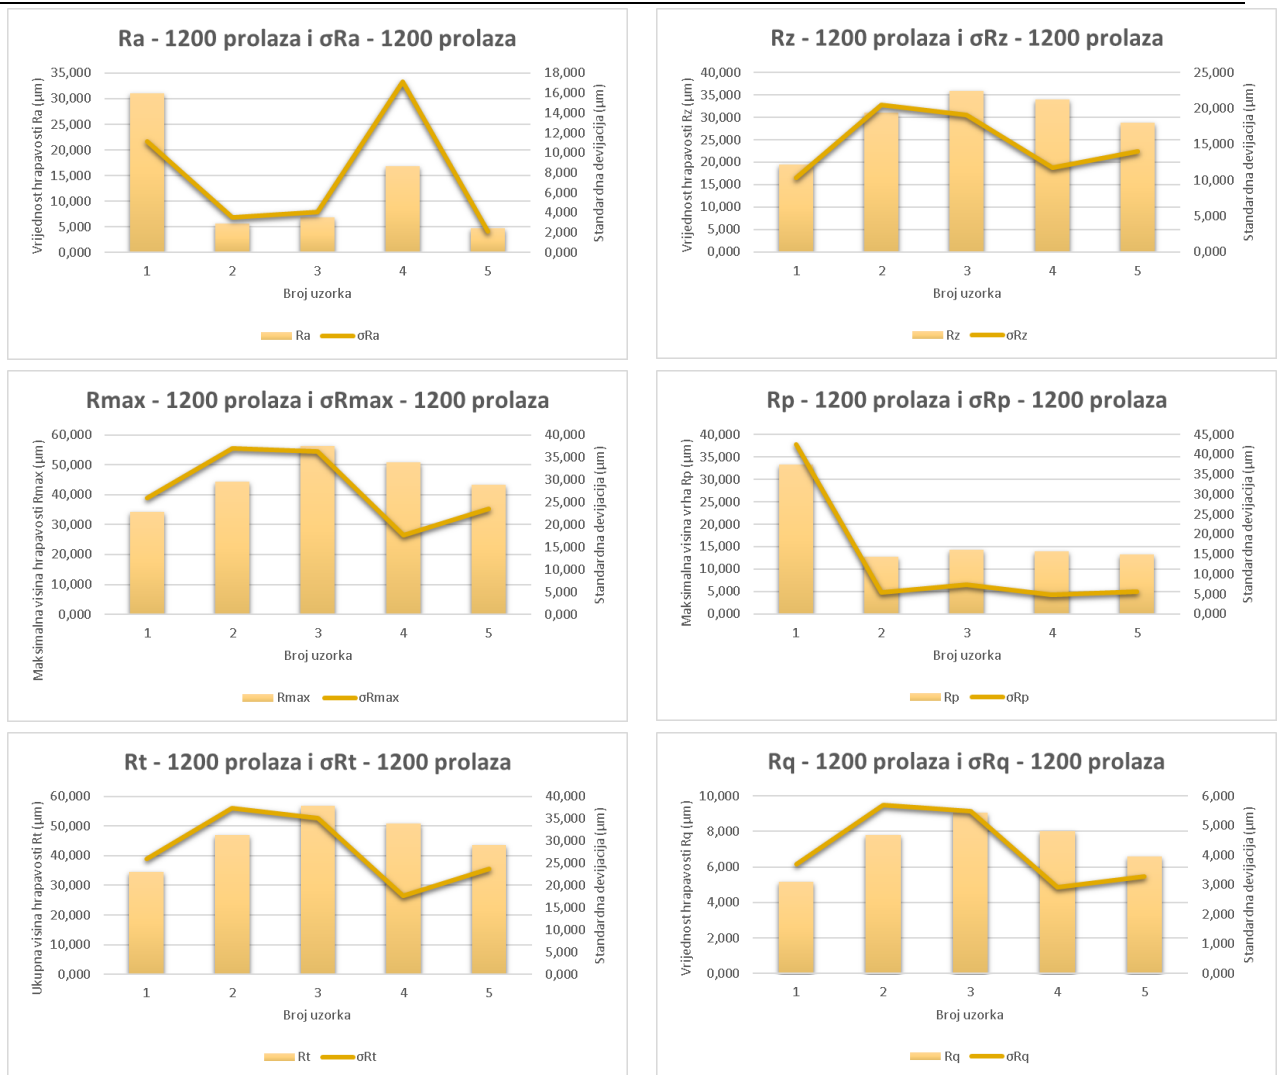 Ra - 1200 prolaza i σRa - 1200 prolaza
Vrijednost hrapavosti Ra (µm)
35,000
30,000
25,000
20,000
15,000
10,000
5,000
0,000
18,000
16,000
14,000
12,000
10,000
8,000
6,000
4,000
2,000
0,000
Standardna devijacija (µm)
1 2 3 4 5
Broj uzorka
Ra σRa
Rz - 1200 prolaza i σRz - 1200 prolaza
Vrijednost hrapavosti Rz (µm)
40,000
35,000
30,000
25,000
20,000
15,000
10,000
5,000
0,000
25,000
20,000
15,000
10,000
5,000
0,000
Standardna devijacija (µm)
1 2 3 4 5
Broj uzorka
Rz σRz
Rmax - 1200 prolaza i σRmax - 1200 prolaza
Maksimalna visina hrapavosti Rmax (µm)
60,000
50,000
40,000
30,000
20,000
10,000
0,000
40,000
35,000
30,000
25,000
20,000
15,000
10,000
5,000
0,000
Standardna devijacija (µm)
1 2 3 4 5
Broj uzorka
Rmax σRmax
Rp - 1200 prolaza i σRp - 1200 prolaza
Maksimalna visina vrha Rp (µm)
40,000
35,000
30,000
25,000
20,000
15,000
10,000
5,000
0,000
45,000
40,000
35,000
30,000
25,000
20,000
15,000
10,000
5,000
0,000
Standardna devijacija (µm)
1 2 3 4 5
Broj uzorka
Rp σRp
Rt - 1200 prolaza i σRt - 1200 prolaza
Ukupna visina hrapavosti Rt (µm)
60,000
50,000
40,000
30,000
20,000
10,000
0,000
40,000
35,000
30,000
25,000
20,000
15,000
10,000
5,000
0,000
Standardna devijacija (µm)
1 2 3 4 5
Broj uzorka
Rt σRt
Rq - 1200 prolaza i σRq - 1200 prolaza
Vrijednost hrapavosti Rq (µm)
10,000
8,000
6,000
4,000
2,000
0,000
6,000
5,000
4,000
3,000
2,000
1,000
0,000
Standardna devijacija (µm)
1 2 3 4 5
Broj uzorka
Rq σRq